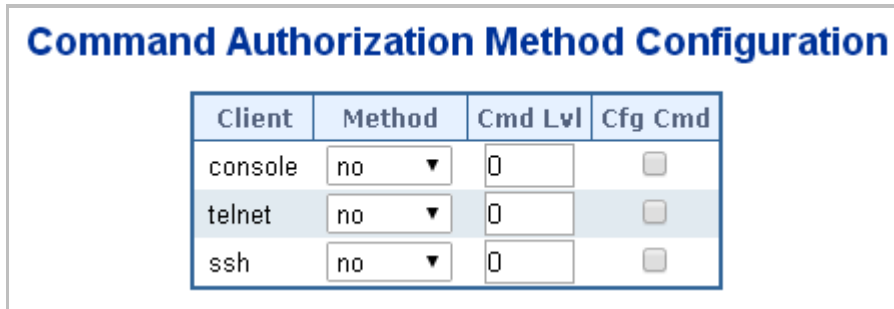 Command Authorization Method Configuration
Client Method Cmd Lvl Cfg Cmd
console no 0
telnet no 0
ssh no 0